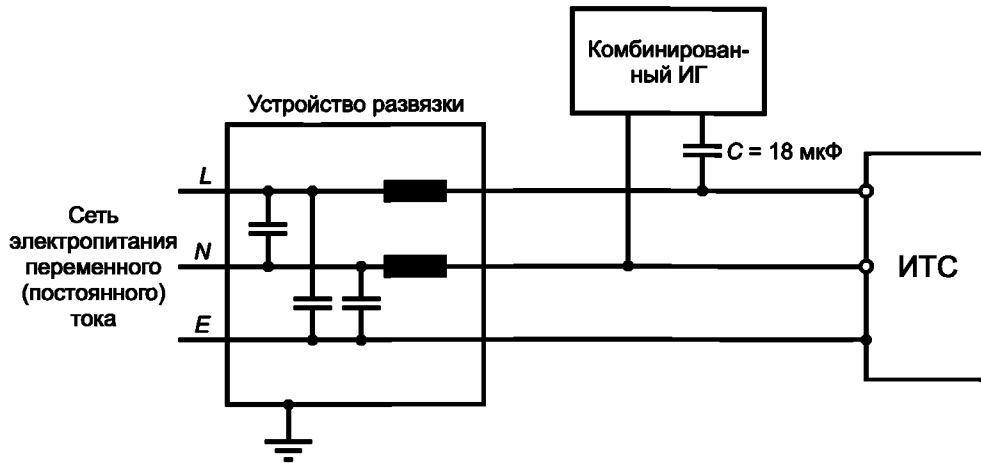 Комбинирован-
ный ИГ
Устройство развязки
C = 18 мкФ
L
Сеть
электропитания
переменного
(постоянного)
тока
N
ИТС
E